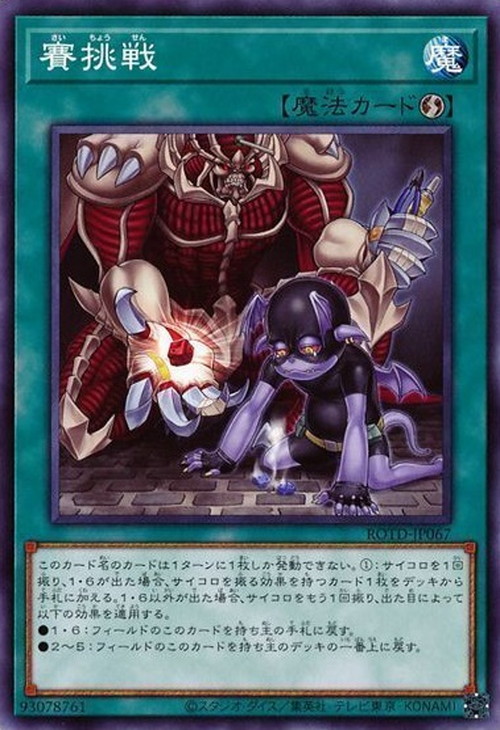 賽挑戦
魔
【魔法カード】
ROTD-JP067
このカード名のカードは1ターンに1枚しか発動できない。①:サイコロを1回
振り、1・6が出た場合、サイコロを振る効果を持つカード1枚をデッキから
手札に加える。1・6以外が出た場合、サイコロをもう1回振り、出た目によって
以下の効果を適用する。
●1・6:フィールドのこのカードを持ち主の手札に戻す。
●2~5:フィールドのこのカードを持ち主のデッキの一番上に戻す。
93078761 ©スタジオ・ダイス/集英社・テレビ東京・KONAMI